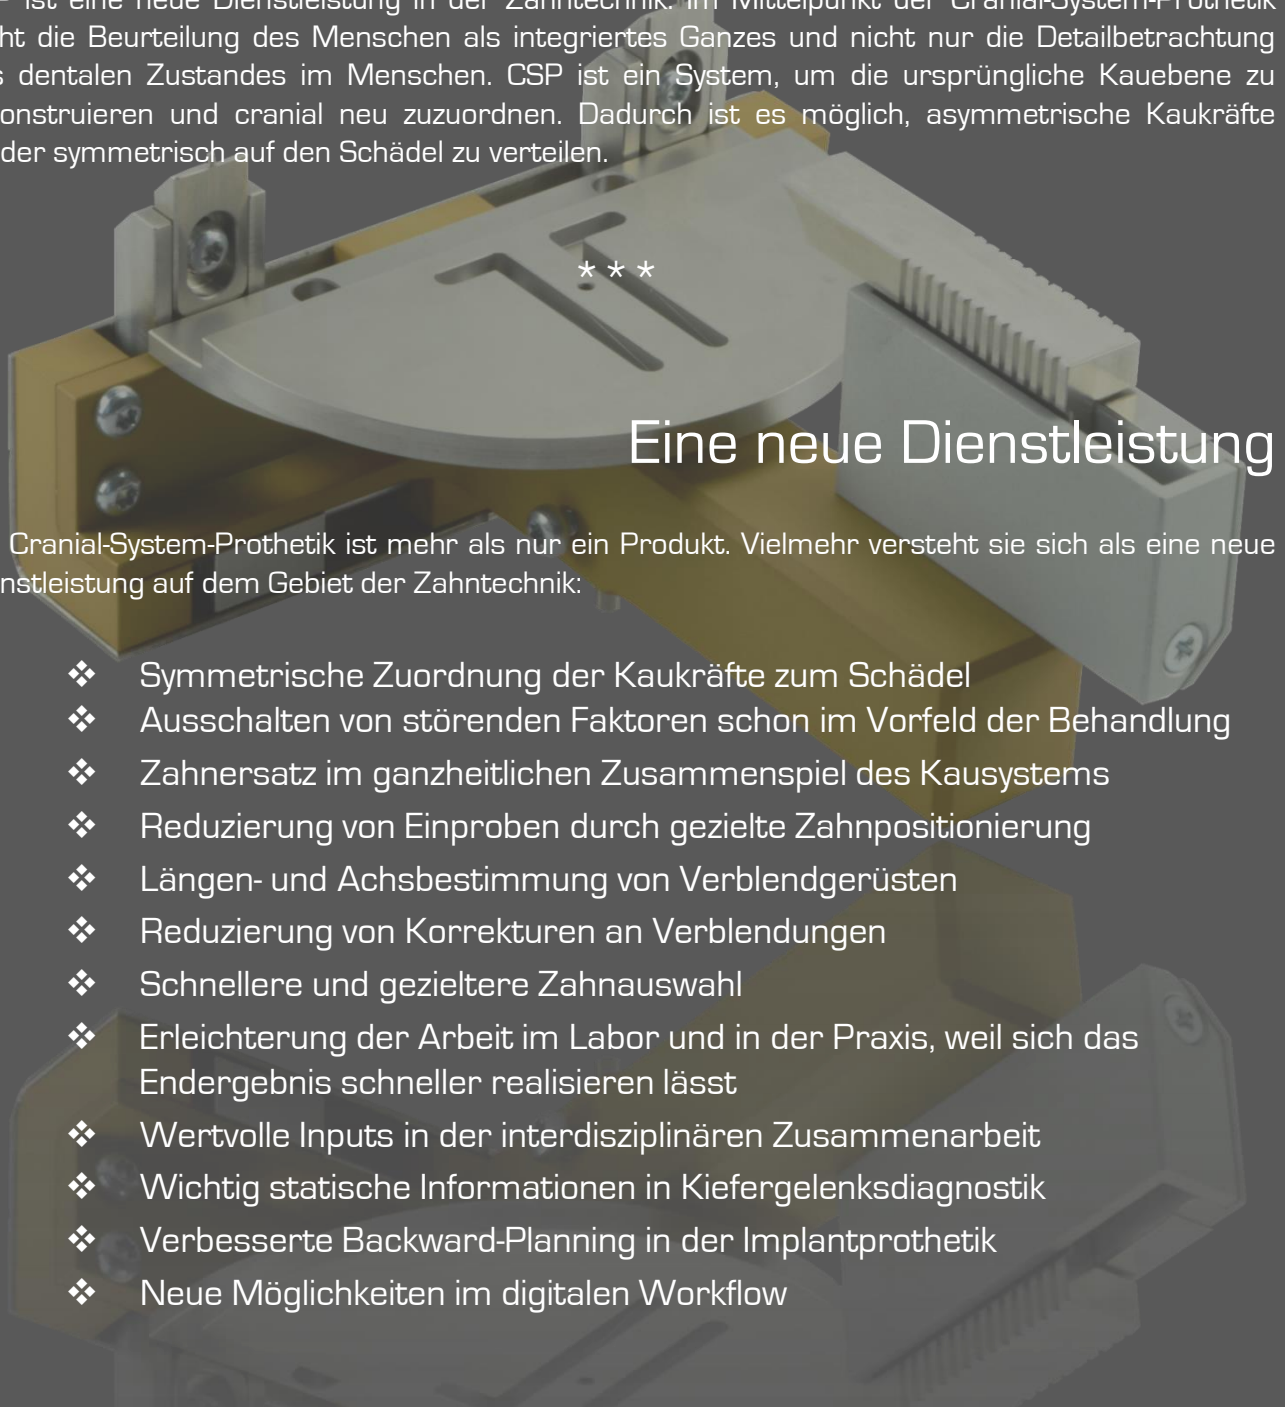 P ist eine neue Dienstleistung in der Zahntechnik. Im Mittelpunkt der Cranial-System-Prothetik
ht die Beurteilung des Menschen als integriertes Ganzes und nicht nur die Detailbetrachtung
s dentalen Zustandes im Menschen. CSP ist ein System, um die ursprüngliche Kauebene zu
onstruieren und cranial neu zuzuordnen. Dadurch ist es möglich, asymmetrische Kaukräfte
der symmetrisch auf den Schädel zu verteilen.
* * *
Eine neue Dienstleistung
Cranial-System-Prothetik ist mehr als nur ein Produkt. Vielmehr versteht sie sich als eine neue
nstleistung auf dem Gebiet der Zahntechnik:
❖ Symmetrische Zuordnung der Kaukräfte zum Schädel
❖ Ausschalten von störenden Faktoren schon im Vorfeld der Behandlung
❖ Zahnersatz im ganzheitlichen Zusammenspiel des Kausystems
❖ Reduzierung von Einproben durch gezielte Zahnpositionierung
❖ Längen- und Achsbestimmung von Verblendgerüsten
❖ Reduzierung von Korrekturen an Verblendungen
❖ Schnellere und gezieltere Zahnauswahl
❖ Erleichterung der Arbeit im Labor und in der Praxis, weil sich das
Endergebnis schneller realisieren lässt
❖ Wertvolle Inputs in der interdisziplinären Zusammenarbeit
❖ Wichtig statische Informationen in Kiefergelenksdiagnostik
❖ Verbesserte Backward-Planning in der Implantprothetik
❖ Neue Möglichkeiten im digitalen Workflow